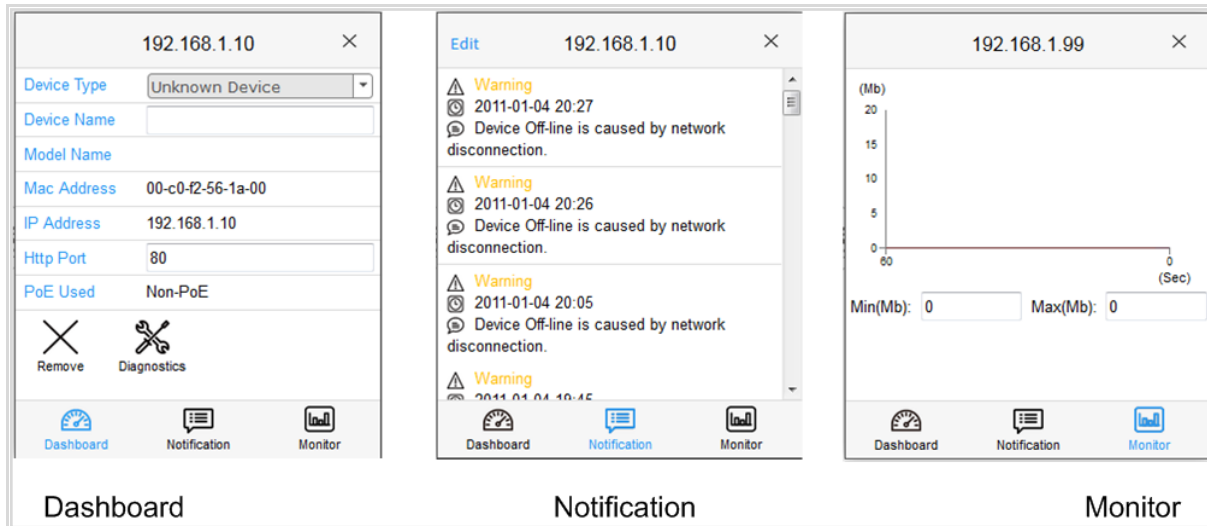 192.168.1.10
Device Type Unknown Device
Device Name
Model Name
Mac Address 00-c0-f2-56-1a-00
IP Address 192.168.1.10
Http Port 80
PoE Used Non-PoE
Remove Diagnostics
Dashboard Notification Monitor
Edit 192.168.1.10
Warning
2011-01-04 20:27
Device Off-line is caused by network
disconnection.
Warning
2011-01-04 20:26
Device Off-line is caused by network
disconnection.
Warning
2011-01-04 20:05
Device Off-line is caused by network
disconnection.
Warning
2011-01-04 19:45
Dashboard Notification Monitor
192.168.1.99
(Mb)
20
15
10
5
0
60 0
(Sec)
Min(Mb): 0 Max(Mb): 0
Dashboard Notification Monitor
Dashboard Notification Monitor